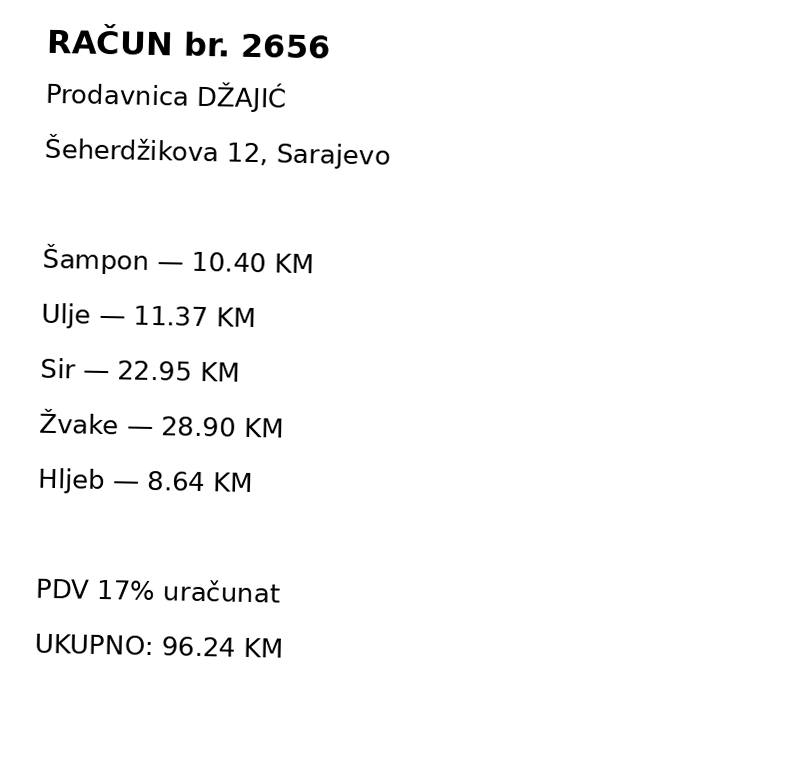 RAČUN br. 2656
Prodavnica DŽAJIĆ
Šeherdžikova 12, Sarajevo
Šampon — 10.40 KM
Ulje — 11.37 KM
Sir — 22.95 KM
Žvake — 28.90 KM
Hljeb — 8.64 KM
PDV 17% uračunat
UKUPNO: 96.24 KM